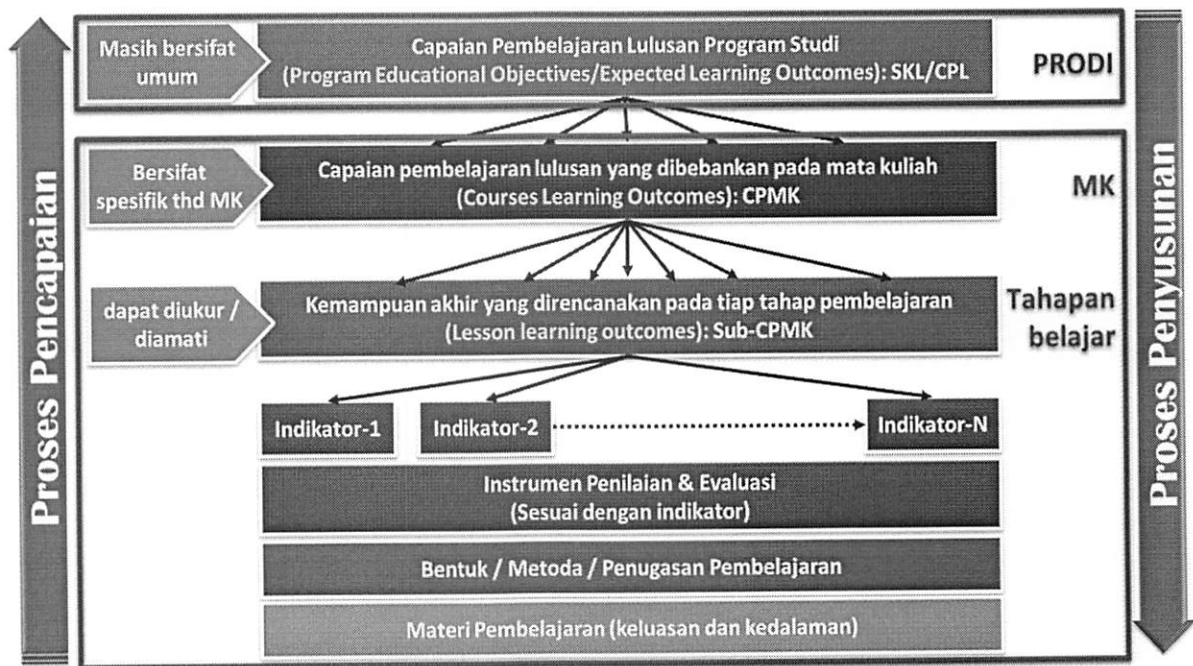 Proses Pencapaian
Masih bersifat
umum
Capaian Pembelajaran Lulusan Program Studi
(Program Educational Objectives/Expected Learning Outcomes): SKL/CPL
PRODI
Bersifat
spesifik thd MK
Capaian pembelajaran lulusan yang dibebankan pada mata kuliah
(Courses Learning Outcomes): CPMK
MK
dapat diukur /
diamati
Kemampuan akhir yang direncanakan pada tiap tahap pembelajaran
(Lesson learning outcomes): Sub-CPMK
Tahapan
belajar
Indikator-1
Indikator-2
Indikator-N
Instrumen Penilaian & Evaluasi
(Sesuai dengan indikator)
Bentuk / Metoda / Penugasan Pembelajaran
Materi Pembelajaran (keluasan dan kedalaman)
Proses Penyusunan